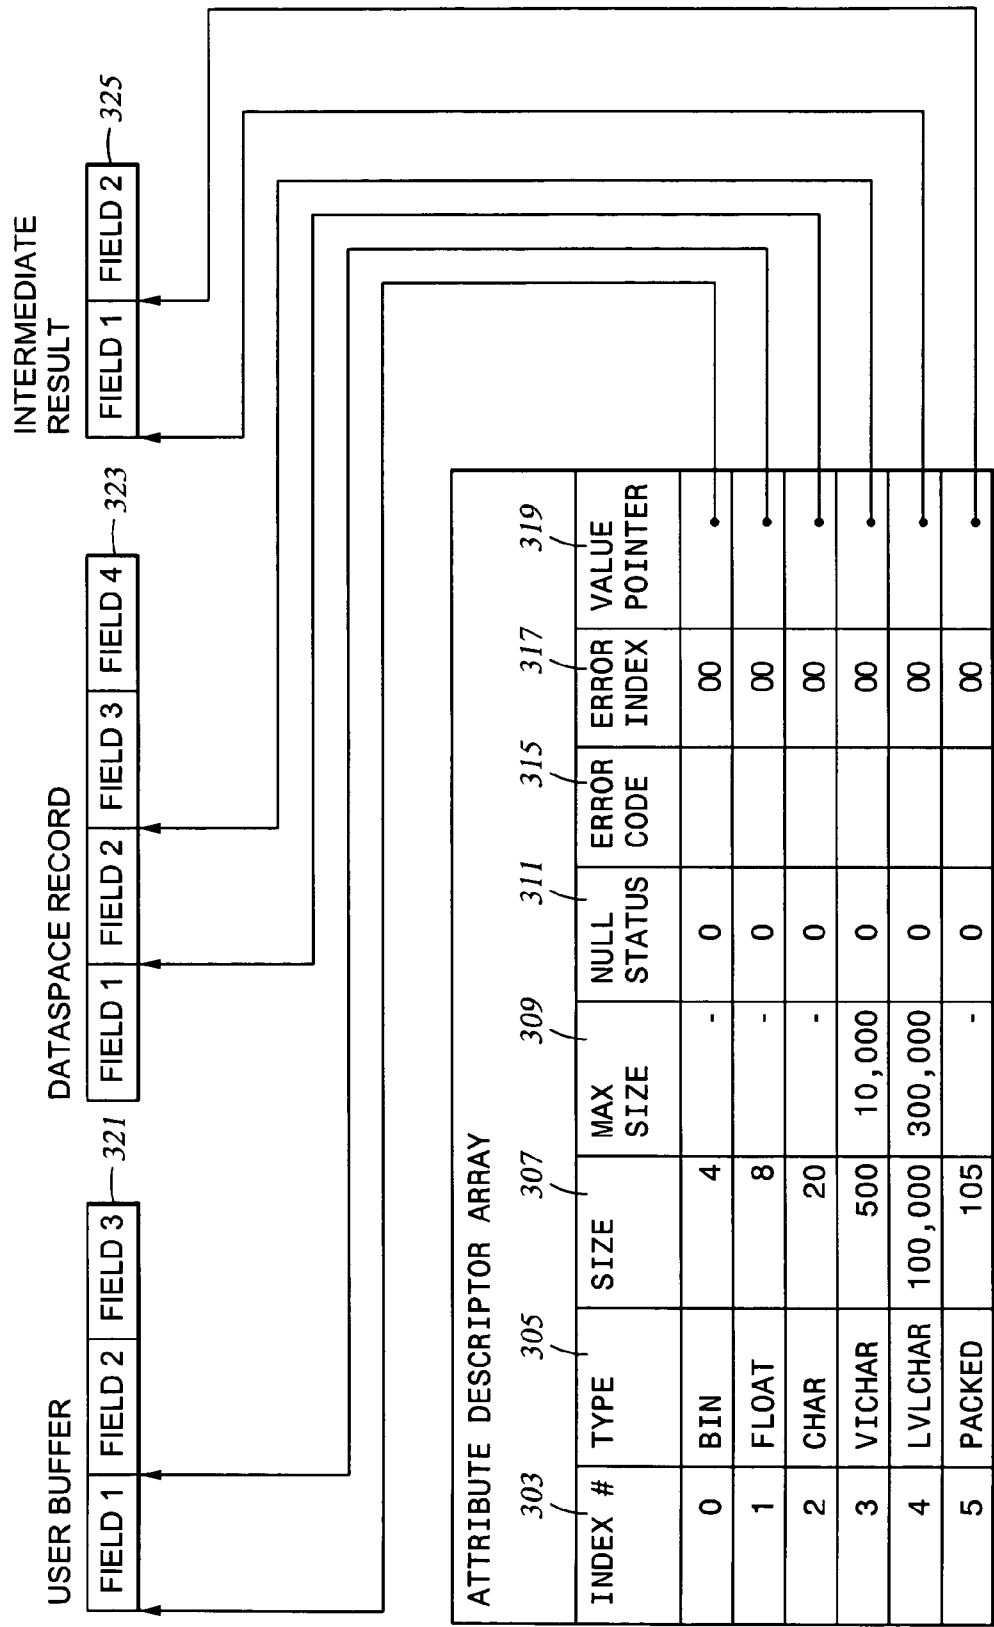 USER BUFFER
FIELD 1 FIELD 2 FIELD 3
321
DATASPACE RECORD
FIELD 1 FIELD 2 FIELD 3 FIELD 4
323
INTERMEDIATE
RESULT
FIELD 1 FIELD 2
325
ATTRIBUTE DESCRIPTOR ARRAY
303 305 307 309 311 315 317 319
INDEX # TYPE SIZE MAX SIZE NULL STATUS ERROR CODE ERROR INDEX VALUE POINTER
0 BIN 4 - 0 00
1 FLOAT 8 - 0 00
2 CHAR 20 - 0 00
3 VICHAR 500 10,000 0 00
4 LVLCHAR 100,000 300,000 0 00
5 PACKED 105 - 0 00